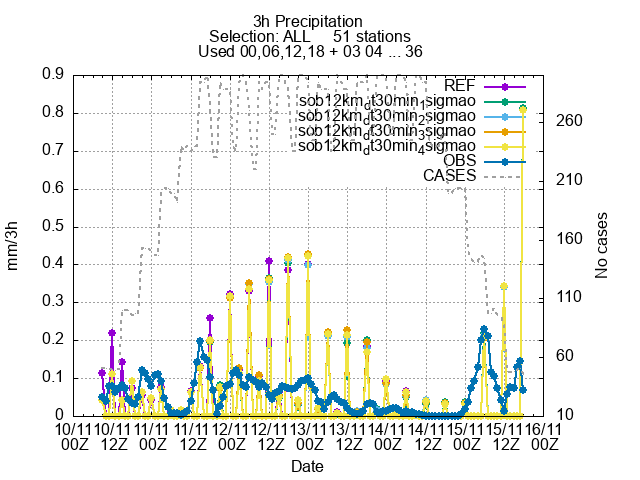 3h Precipitation
Selection: ALL 51 stations
Used 00,06,12,18 + 03 04 ... 36
REF
sob12km_dt30min_1sigmao
sob12km_dt30min_2sigmao
sob12km_dt30min_3sigmao
sob12km_dt30min_4sigmao
OBS
CASES
0.9
0.8
0.7
0.6
0.5
0.4
0.3
0.2
0.1
0
mm/3h
260
210
160
110
60
10
No cases
10/11 10/11 11/11 11/11 12/11 12/11 13/11 13/11 14/11 14/11 15/11 15/11 16/11
00Z 12Z 00Z 12Z 00Z 12Z 00Z 12Z 00Z 12Z 00Z 12Z 00Z
Date